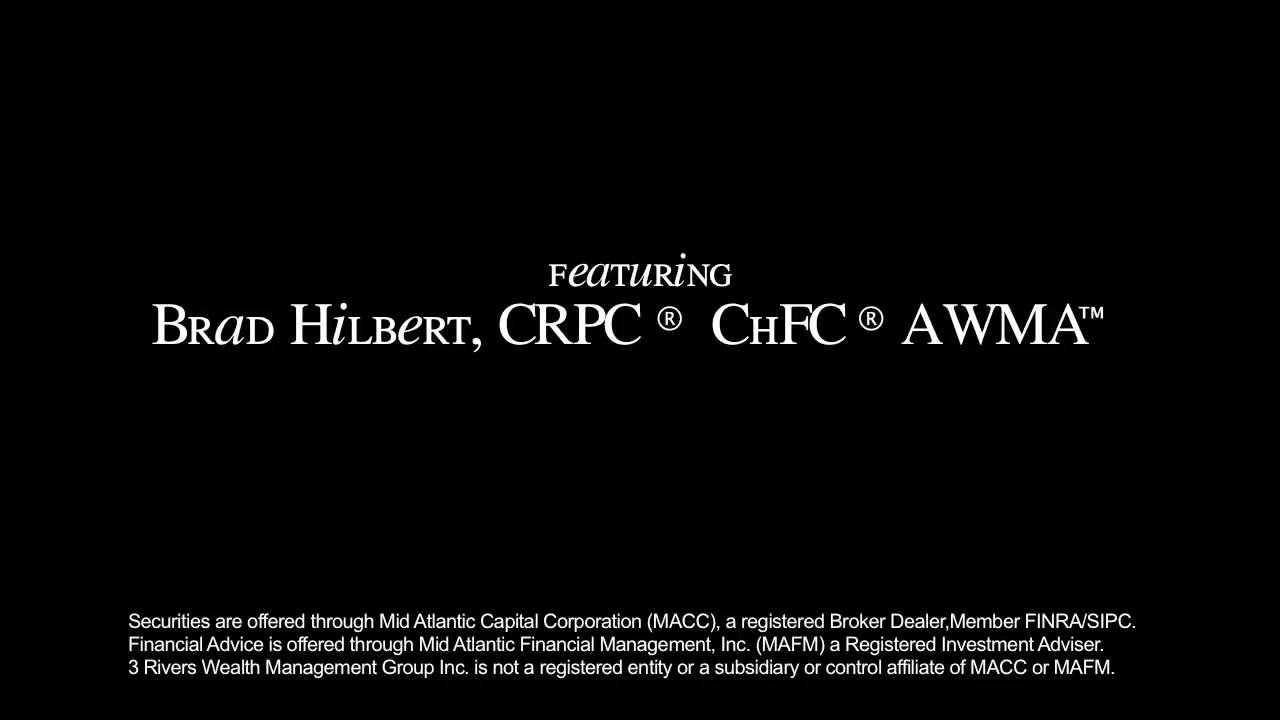 Featuring
Brad Hilbert, CRPC ® ChFC ® AWMA™
Securities are offered through Mid Atlantic Capital Corporation (MACC), a registered Broker Dealer,Member FINRA/SIPC.
Financial Advice is offered through Mid Atlantic Financial Management, Inc. (MAFM) a Registered Investment Adviser.
3 Rivers Wealth Management Group Inc. is not a registered entity or a subsidiary or control affiliate of MACC or MAFM.